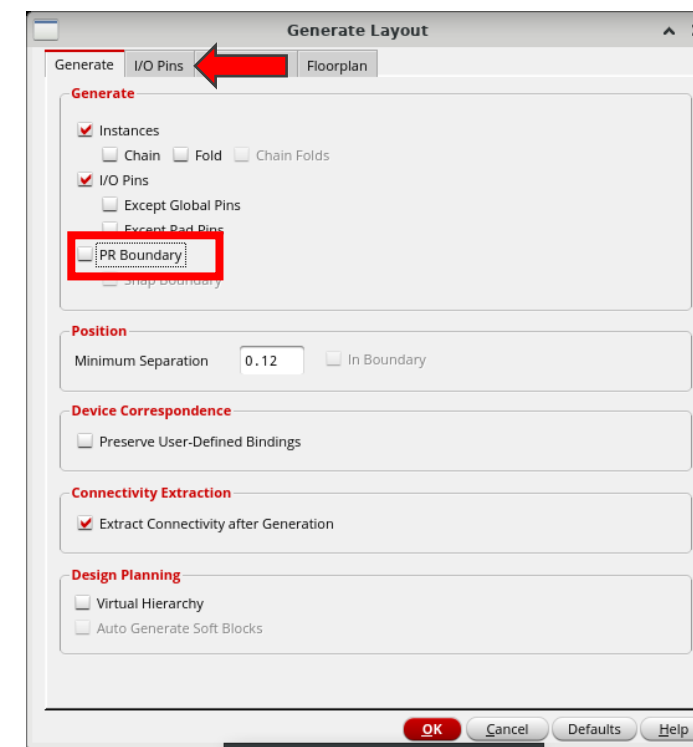 Generate Layout
Generate I/O Pins Floorplan
Generate
Instances
Chain Fold Chain Folds
I/O Pins
Except Global Pins
Except Pad Pins
PR Boundary
Snap Boundary
Position
Minimum Separation 0.12 In Boundary
Device Correspondence
Preserve User-Defined Bindings
Connectivity Extraction
Extract Connectivity after Generation
Design Planning
Virtual Hierarchy
Auto Generate Soft Blocks
OK Cancel Defaults Help